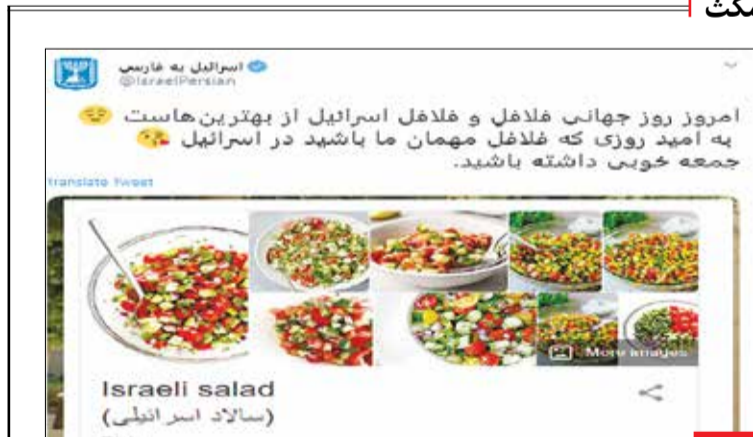 مکث
اسرائیل به فارسی
@IsraelPersian
امروز روز جهانی فلافل و فلافل اسرائیل از بهترین‌هاست
به امید روزی که فلافل مهمان ما باشید در اسرائیل
جمعه خوبی داشته باشید.
Translate Tweet
More images
Israeli salad
(سالاد اسرائیلی)